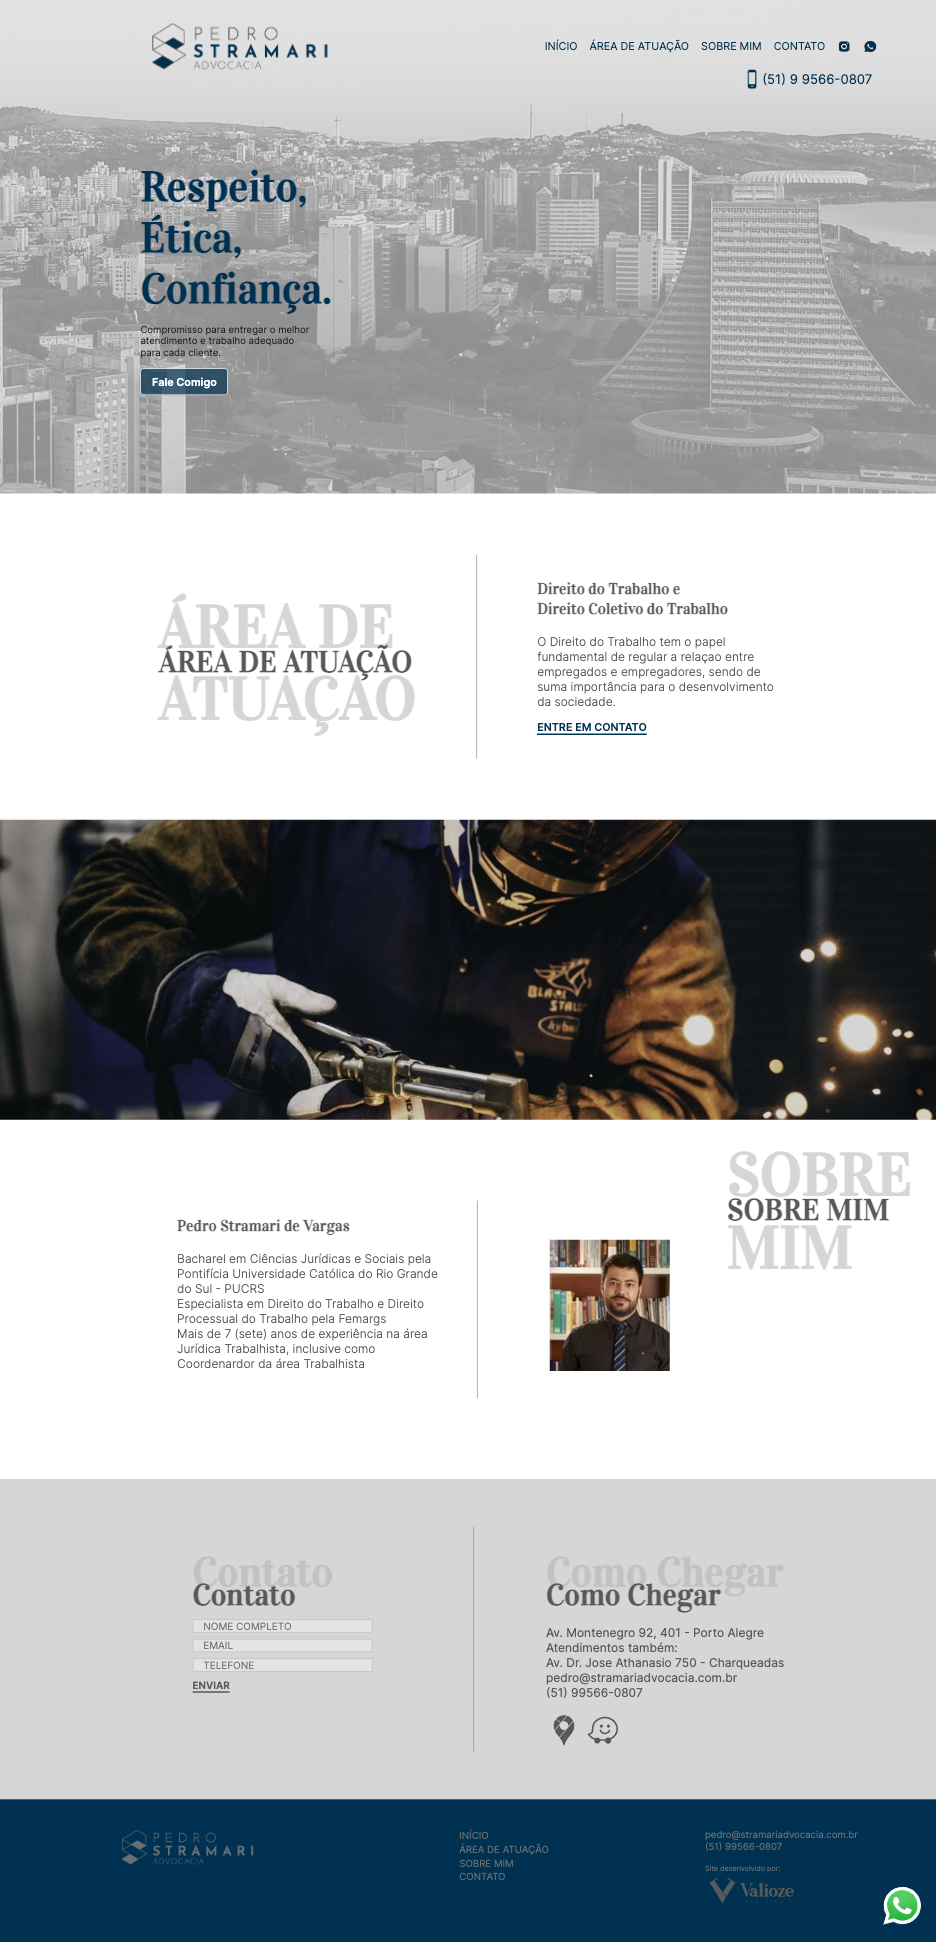 PEDRO
STRAMARI
ADVOCACIA
INÍCIO ÁREA DE ATUAÇÃO SOBRE MIM CONTATO
(51) 9 9566-0807
Respeito,
Ética,
Confiança.
Compromisso para entregar o melhor
atendimento e trabalho adequado
para cada cliente.
Fale Comigo
ÁREA DE
ÁREA DE ATUAÇÃO
ATUAÇÃO
Direito do Trabalho e
Direito Coletivo do Trabalho
O Direito do Trabalho tem o papel
fundamental de regular a relaçao entre
empregados e empregadores, sendo de
suma importância para o desenvolvimento
da sociedade.
ENTRE EM CONTATO
SOBRE
SOBRE MIM
MIM
Pedro Stramari de Vargas
Bacharel em Ciências Jurídicas e Sociais pela
Pontifícia Universidade Católica do Rio Grande
do Sul - PUCRS
Especialista em Direito do Trabalho e Direito
Processual do Trabalho pela Femargs
Mais de 7 (sete) anos de experiência na área
Jurídica Trabalhista, inclusive como
Coordenardor da área Trabalhista
Contato
Contato
NOME COMPLETO
EMAIL
TELEFONE
ENVIAR
Como Chegar
Como Chegar
Av. Montenegro 92, 401 - Porto Alegre
Atendimentos também:
Av. Dr. Jose Athanasio 750 - Charqueadas
pedro@stramariadvocacia.com.br
(51) 99566-0807
PEDRO
STRAMARI
ADVOCACIA
INÍCIO
ÁREA DE ATUAÇÃO
SOBRE MIM
CONTATO
pedro@stramariadvocacia.com.br
(51) 99566-0807
Site desenvolvido por:
Valioze